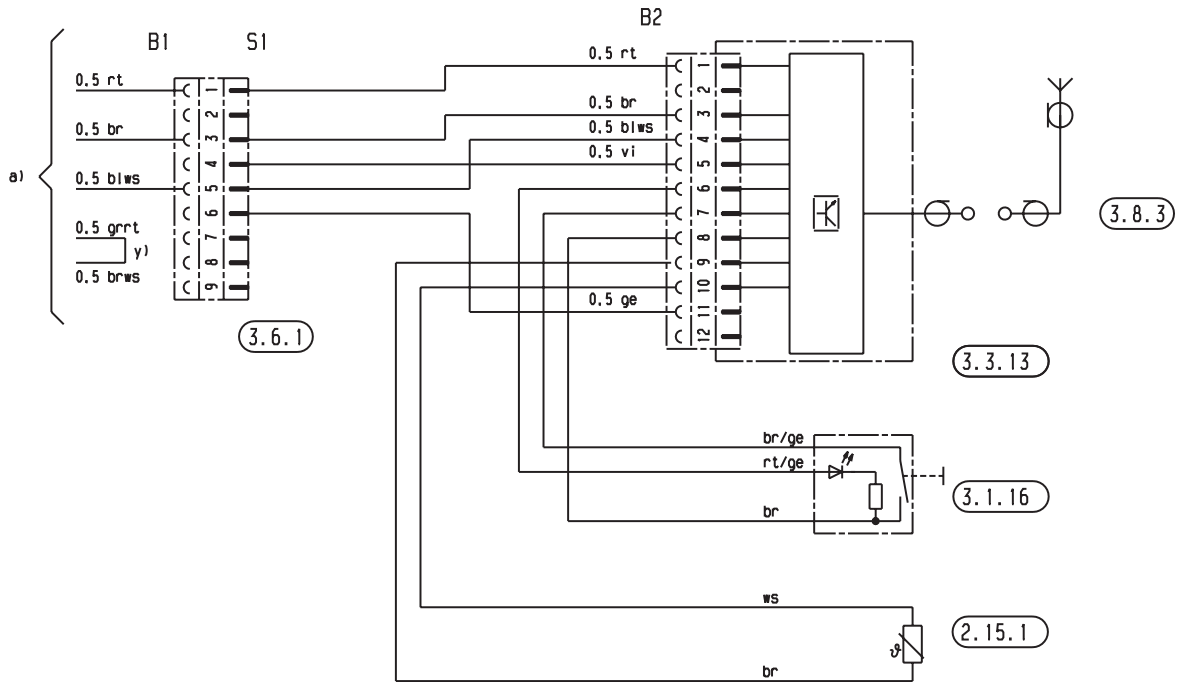 B2
B1
S1
0.5 rt
0.5 br
0.5 blws
0.5 grrt
0.5 brws
a)
y)
1
2
3
4
5
6
7
8
9
3.6.1
0.5 rt
0.5 br
0.5 blws
0.5 vi
0.5 ge
1
2
3
4
5
6
7
8
9
10
11
12
3.8.3
3.3.13
br/ge
rt/ge
br
3.1.16
ws
ϑ
br
2.15.1